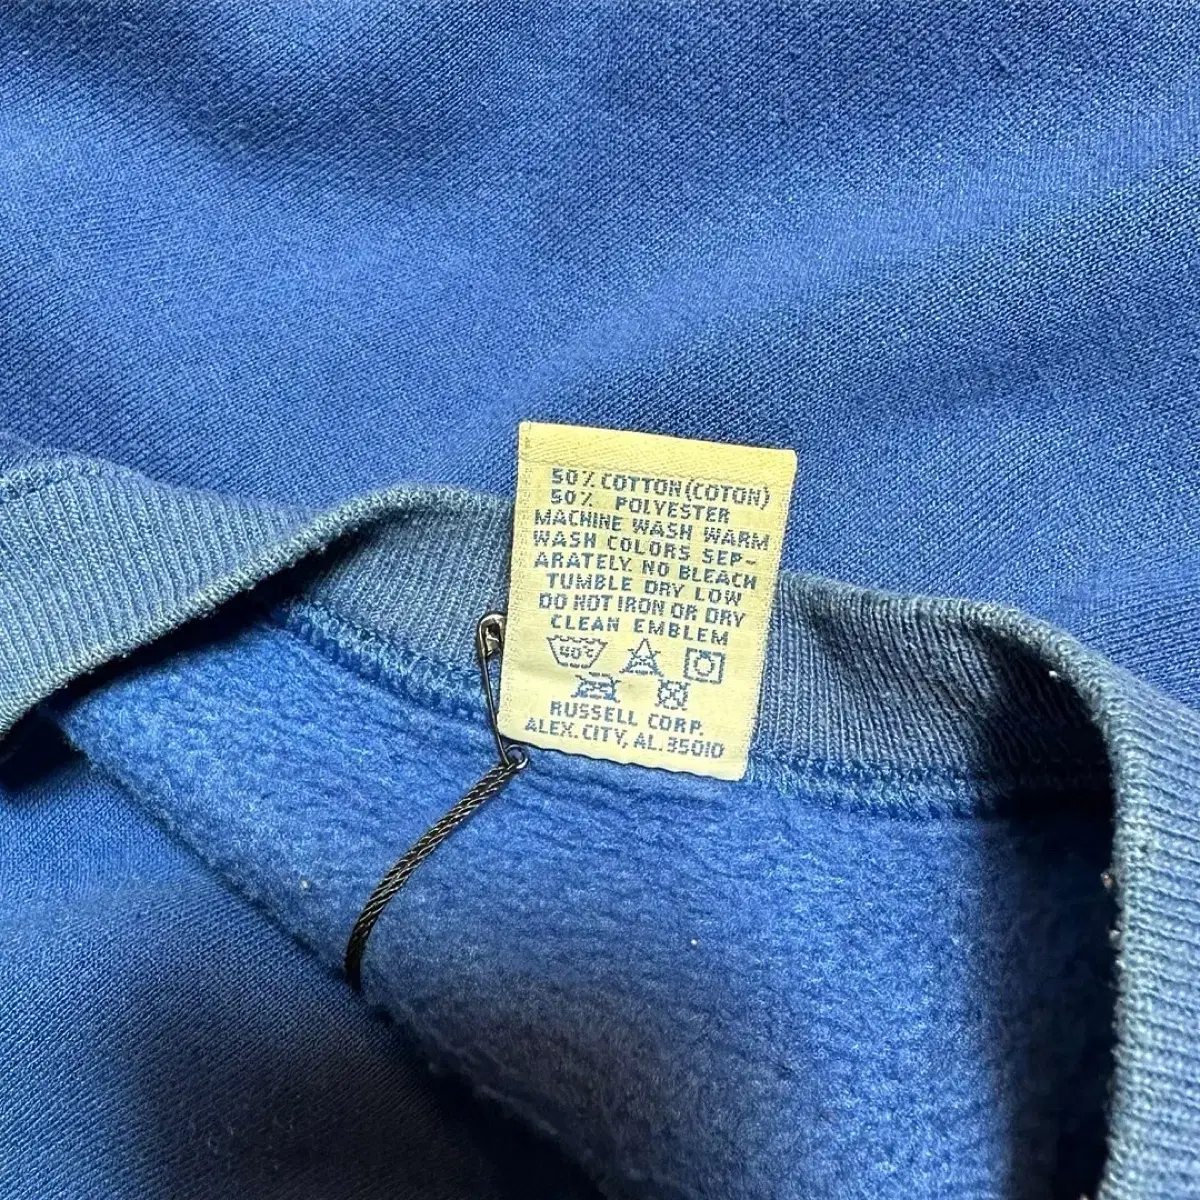 50% COTTON (COTON)
50% POLYESTER
MACHINE WASH WARM
WASH COLORS SEP-
ARATELY. NO BLEACH
TUMBLE DRY LOW
DO NOT IRON OR DRY
CLEAN EMBLEM
40°C
RUSSELL CORP.
ALEX. CITY, AL. 35010